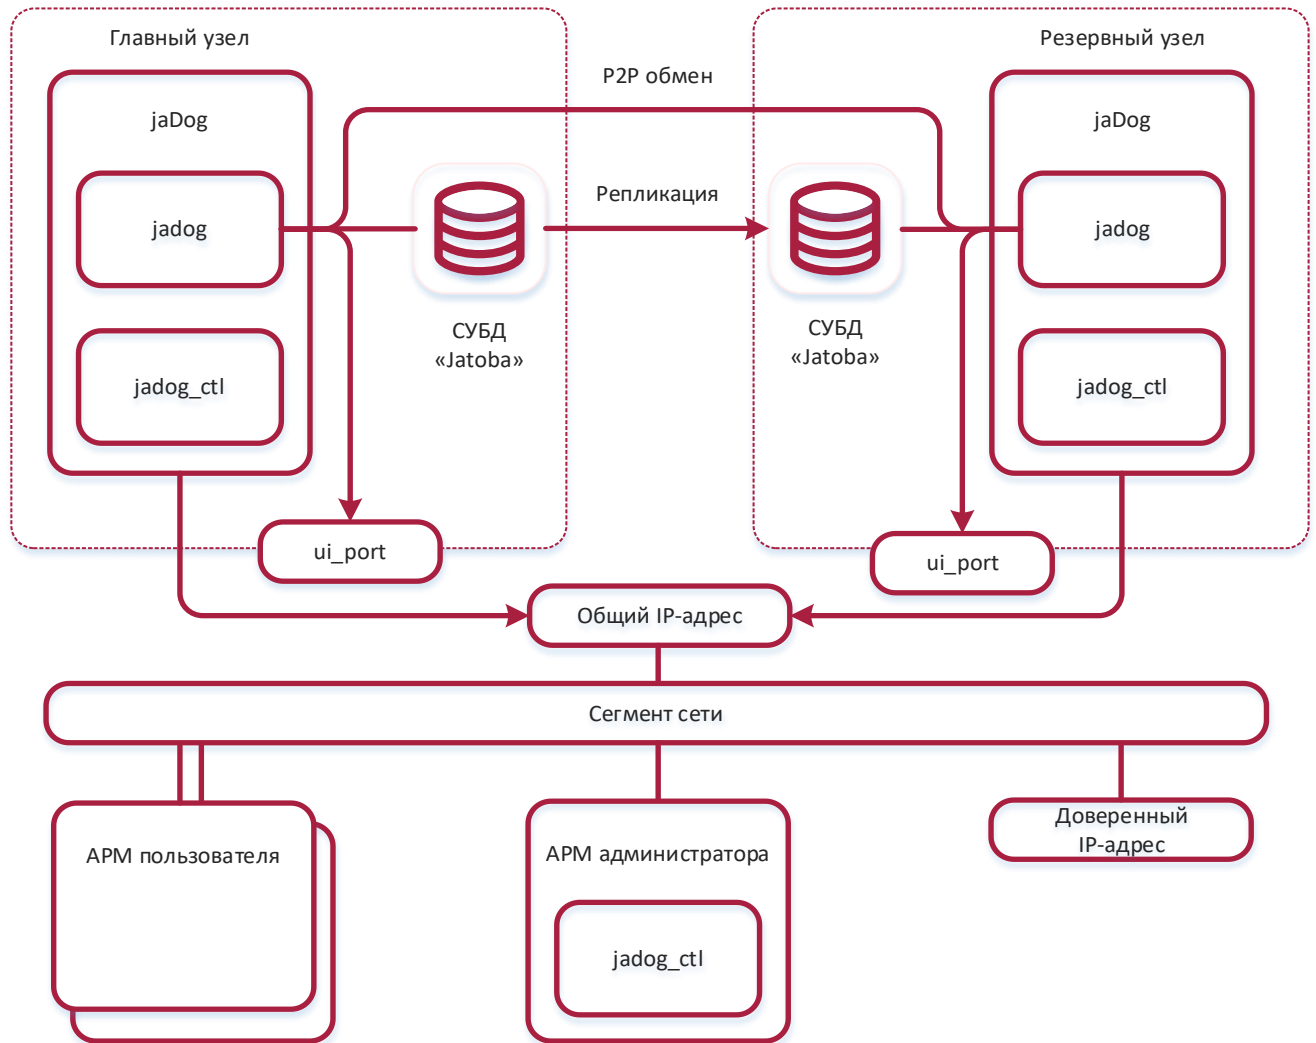 Главный узел
Резервный узел
P2P обмен
jaDog
jaDog
jadog
Репликация
jadog
СУБД
«Jatoba»
СУБД
«Jatoba»
jadog_ctl
jadog_ctl
ui_port
ui_port
Общий IP-адрес
Сегмент сети
АРМ пользователя
АРМ администратора
Доверенный
IP-адрес
jadog_ctl